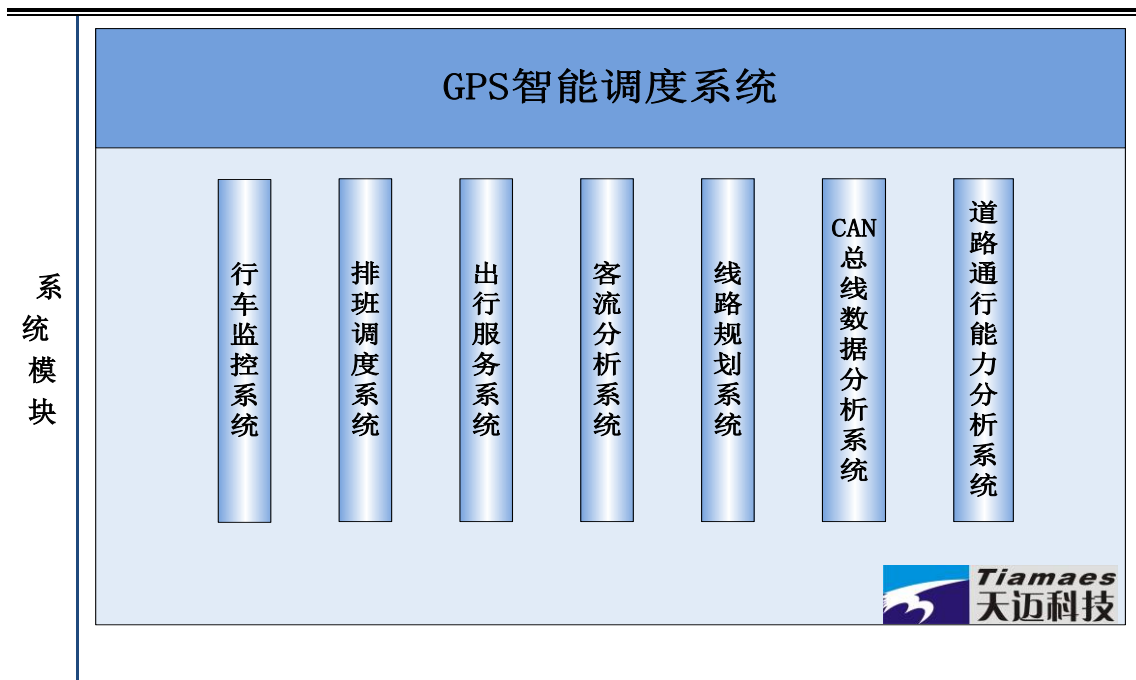 GPS智能调度系统
系统模块
行车监控系统
排班调度系统
出行服务系统
客流分析系统
线路规划系统
CAN总线数据分析系统
道路通行能力分析系统
Tiamaes
天迈科技